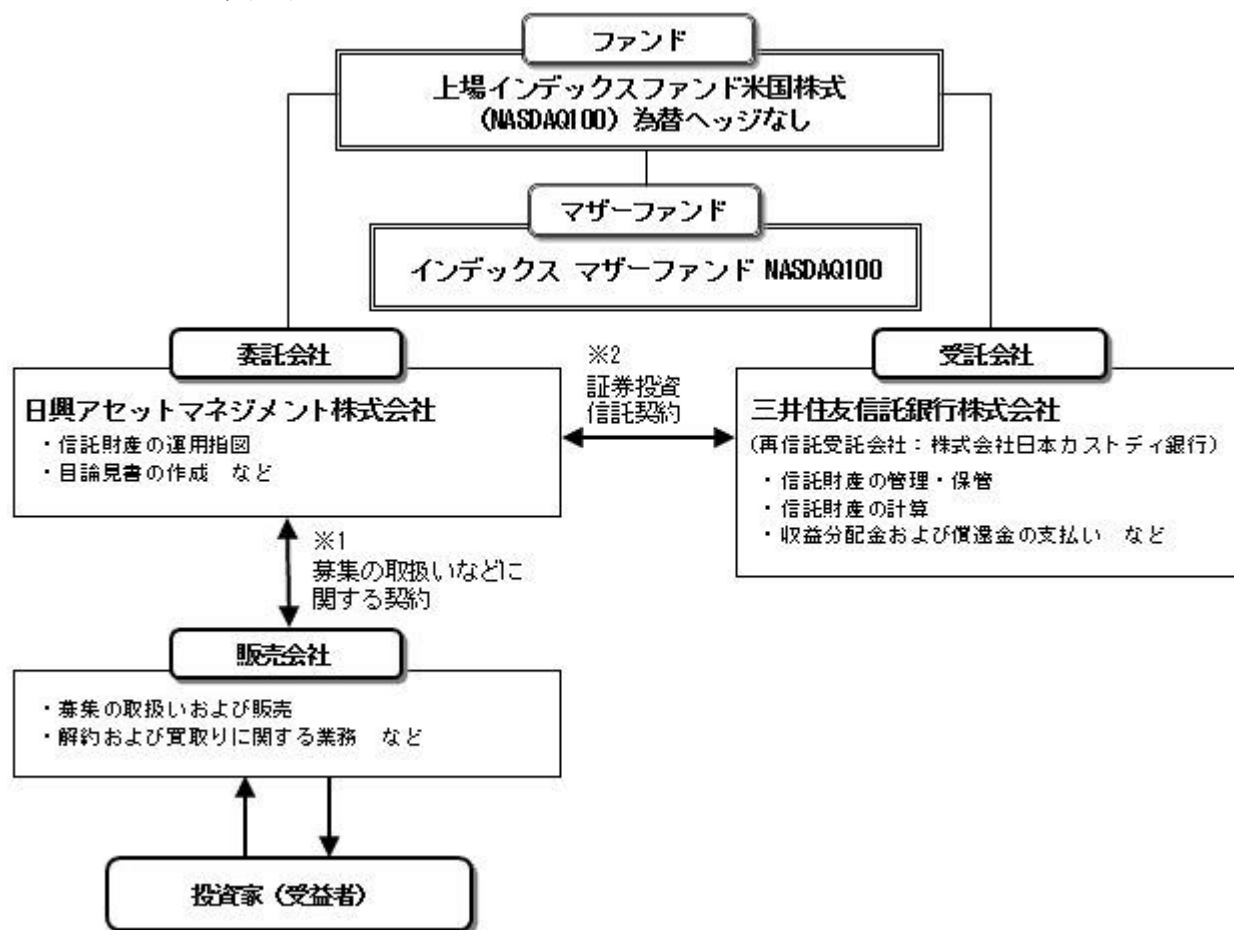 ファンド
上場インデックスファンド米国株式
（NASDAQ100）為替ヘッジなし
マザーファンド
インデックス マザーファンド NASDAQ100
委託会社
日興アセットマネジメント株式会社
・信託財産の運用指図
・目論見書の作成　など
※2
証券投資
信託契約
受託会社
三井住友信託銀行株式会社
（再信託受託会社：株式会社日本カストディ銀行）
・信託財産の管理・保管
・信託財産の計算
・収益分配金および償還金の支払い　など
※1
募集の取扱いなどに
関する契約
販売会社
・募集の取扱いおよび販売
・解約および買取りに関する業務　など
投資家（受益者）